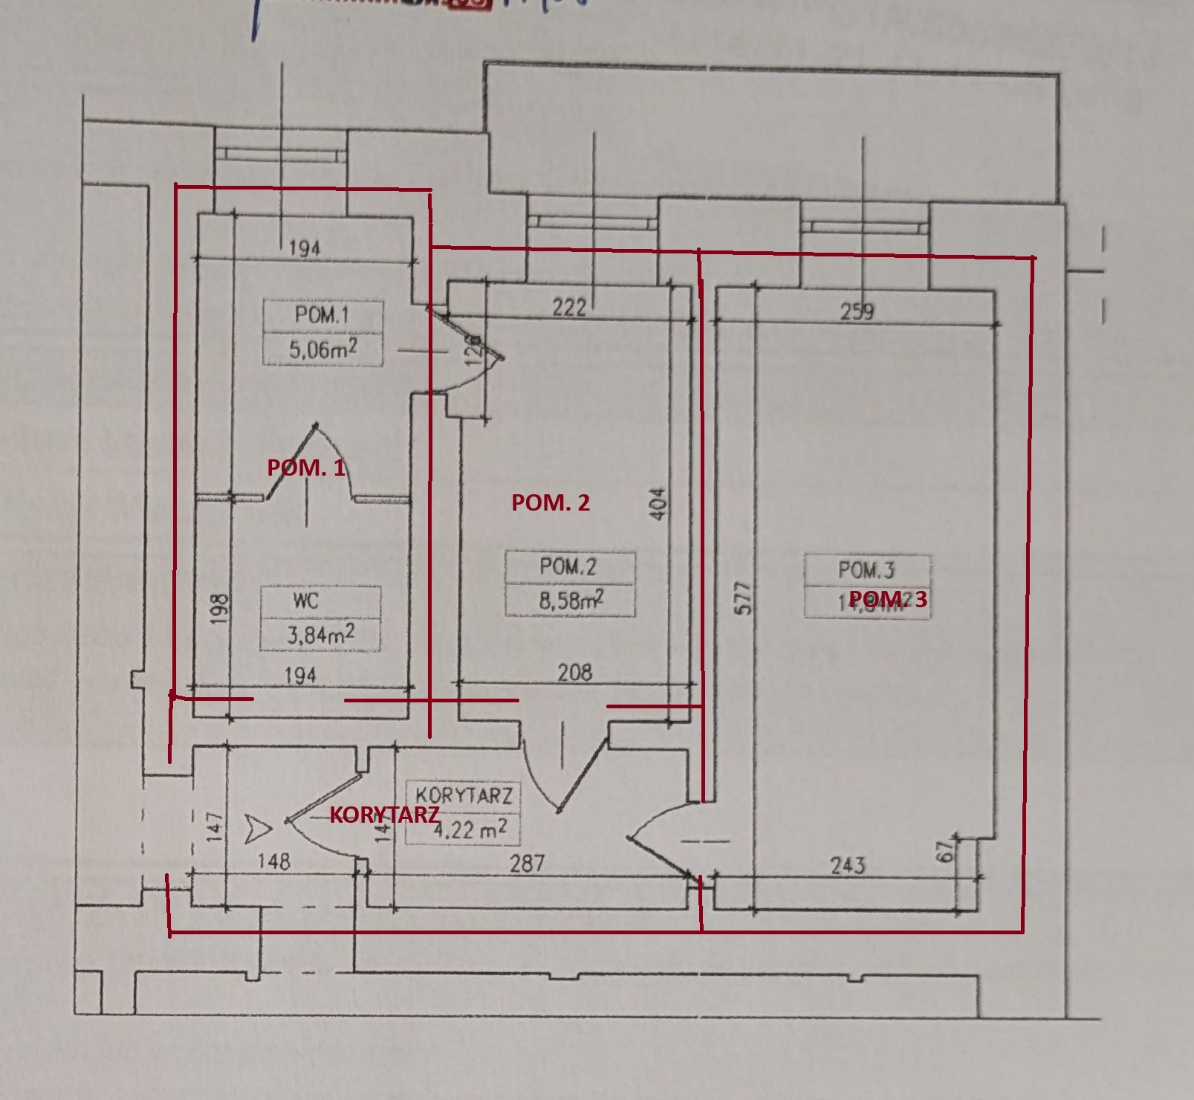 194
222
259
POM.1
5,06m²
126
POM. 1
POM. 2
404
POM.2
8,58m²
POM.3
POM. 3
577
WC
3,84m²
198
194
208
KORYTARZ
4,22 m²
KORYTARZ
147
148
287
243
67